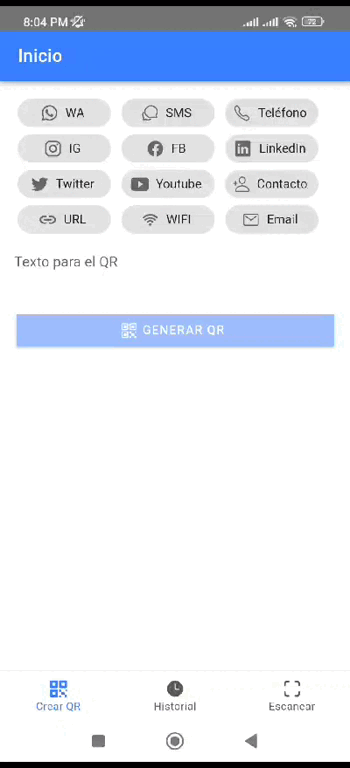 8:04 PM 72
Inicio
WA SMS Teléfono
IG FB LinkedIn
Twitter Youtube Contacto
URL WIFI Email
Texto para el QR
GENERAR QR
Crear QR Historial Escanear